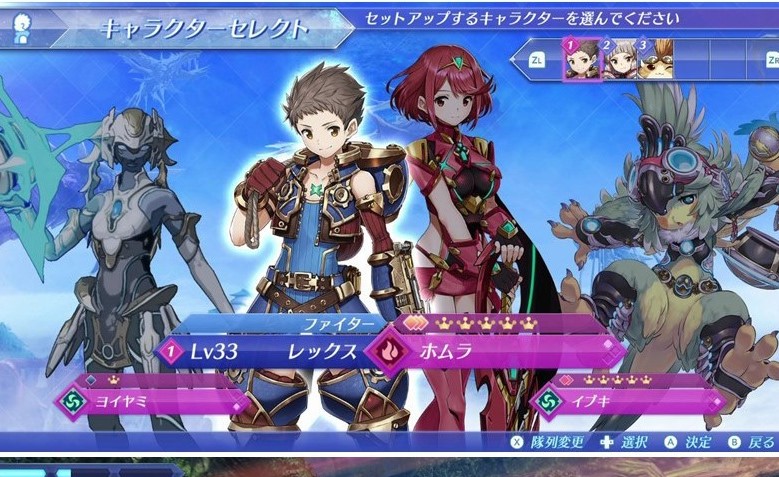 キャラクターセレクト
セットアップするキャラクターを選んでください
ZL
1
2
3
ZR
ファイター
1 Lv33 レックス ホムラ
ヨイヤミ
イブキ
X 隊列変更 選択 A 決定 B 戻る